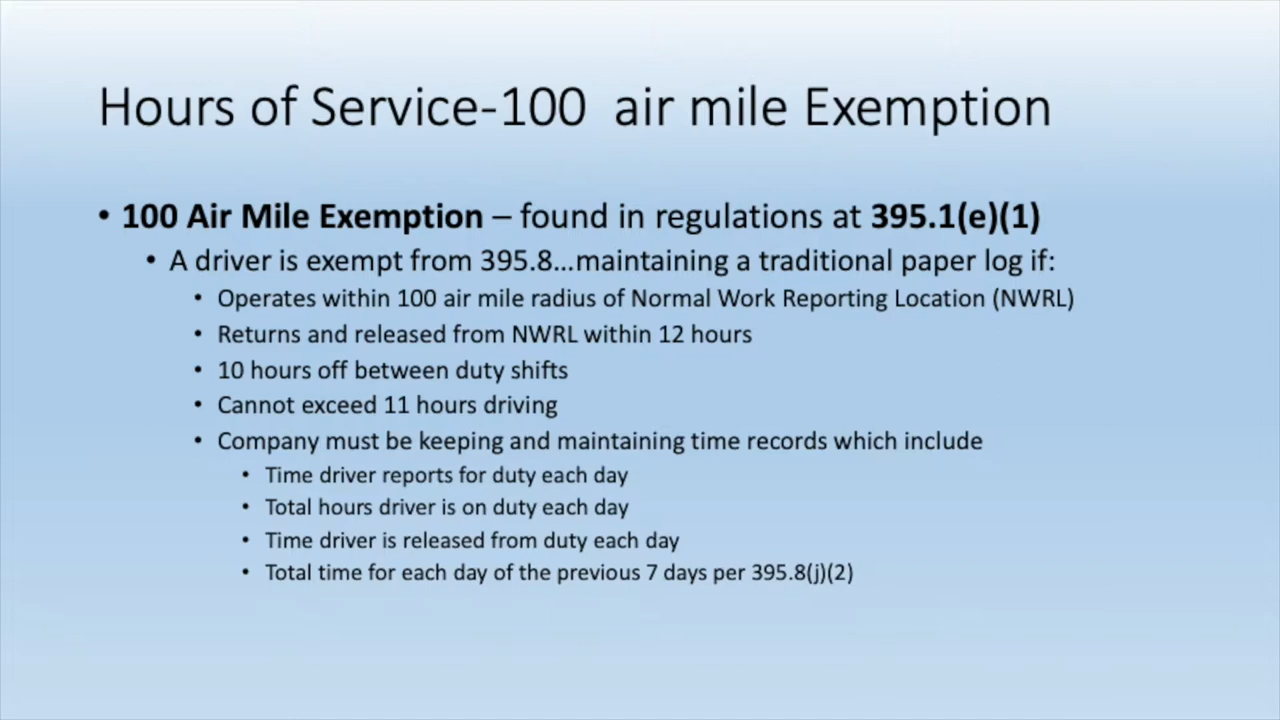 Hours of Service-100 air mile Exemption
• 100 Air Mile Exemption – found in regulations at 395.1(e)(1)
• A driver is exempt from 395.8...maintaining a traditional paper log if:
• Operates within 100 air mile radius of Normal Work Reporting Location (NWRL)
• Returns and released from NWRL within 12 hours
• 10 hours off between duty shifts
• Cannot exceed 11 hours driving
• Company must be keeping and maintaining time records which include
• Time driver reports for duty each day
• Total hours driver is on duty each day
• Time driver is released from duty each day
• Total time for each day of the previous 7 days per 395.8(j)(2)